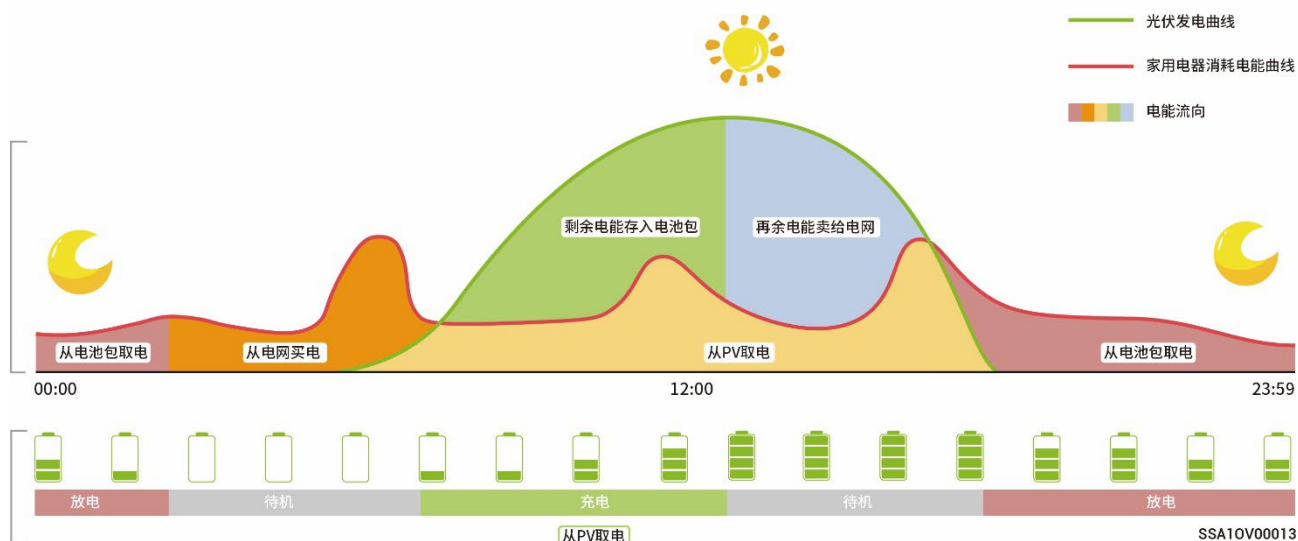 光伏发电曲线
家用电器消耗电能曲线
电能流向
剩余电能存入电池包
再余电能卖给电网
从电池包取电
从电网买电
从PV取电
从电池包取电
00:00
12:00
23:59
放电
待机
充电
待机
放电
从PV取电
SSA1OV00013